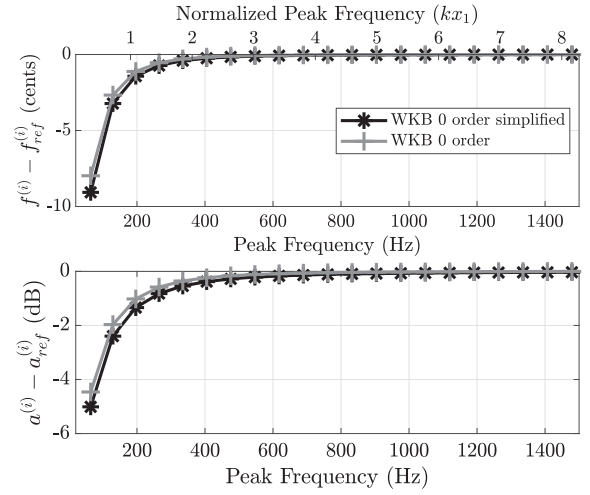 Normalized Peak Frequency (kx₁)
1 2 3 4 5 6 7 8
0
-5
-10
f⁽ⁱ⁾ − f_ref⁽ⁱ⁾ (cents)
WKB 0 order simplified
WKB 0 order
200 400 600 800 1000 1200 1400
Peak Frequency (Hz)
0
-2
-4
-6
a⁽ⁱ⁾ − a_ref⁽ⁱ⁾ (dB)
200 400 600 800 1000 1200 1400
Peak Frequency (Hz)